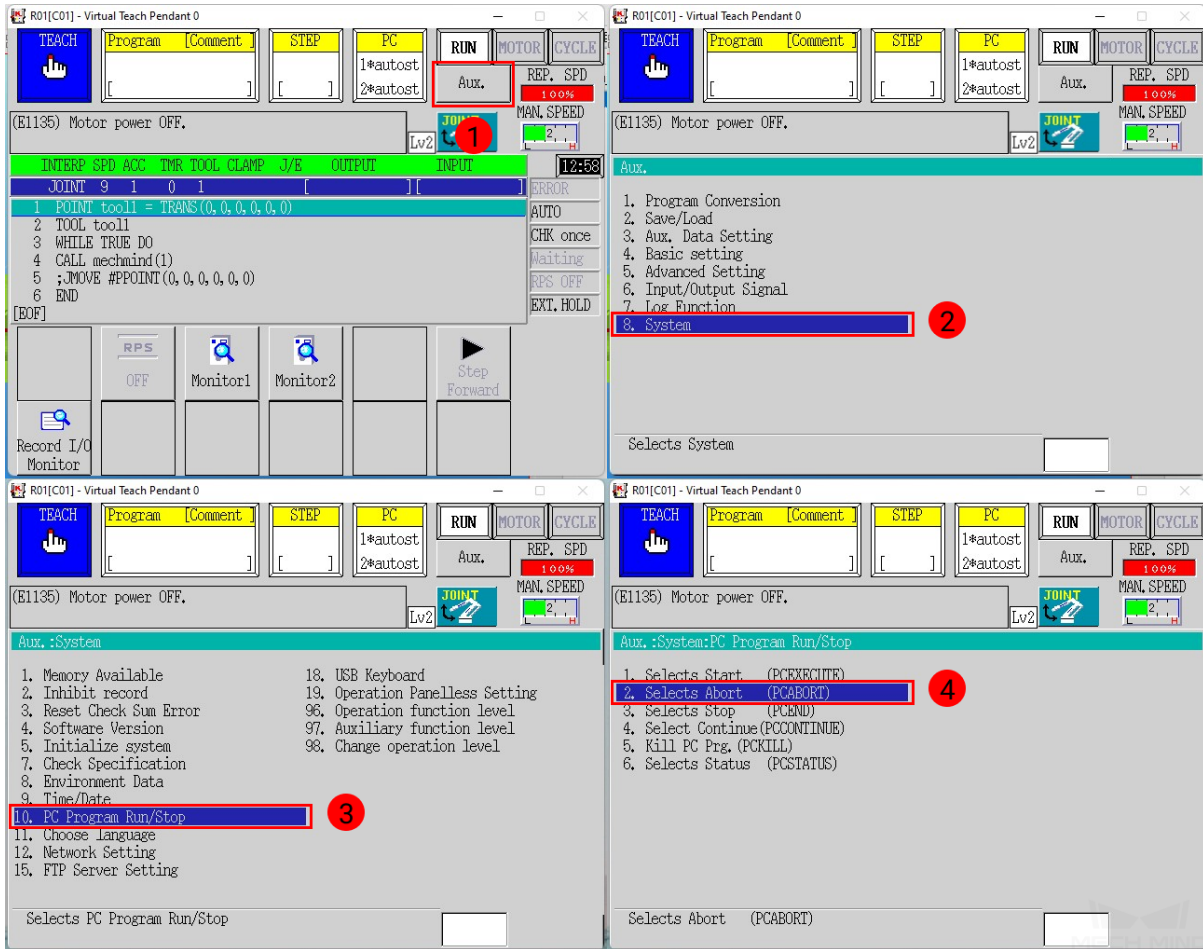 R01[C01] - Virtual Teach Pendant 0
TEACH
Program [Comment ]
[ ]
STEP
[ ]
PC
1*autost
2*autost
RUN MOTOR CYCLE
Aux.
REP. SPD
100%
(E1135) Motor power OFF.
Lv2
JOINT
1
MAN. SPEED
2
L H
INTERP SPD ACC TMR TOOL CLAMP J/E OUTPUT INPUT
12:58
JOINT 9 1 0 1 [ ][ ]
1 POINT tool1 = TRANS(0,0,0,0,0,0)
2 TOOL tool1
3 WHILE TRUE DO
4 CALL mechmind(1)
5 ;JMOVE #PPOINT(0,0,0,0,0,0)
6 END
[EOF]
ERROR
AUTO
CHK once
Waiting
RPS OFF
EXT. HOLD
RPS
OFF
Monitor1
Monitor2
Step
Forward
Record I/O
Monitor
R01[C01] - Virtual Teach Pendant 0
TEACH
Program [Comment ]
[ ]
STEP
[ ]
PC
1*autost
2*autost
RUN MOTOR CYCLE
Aux.
REP. SPD
100%
(E1135) Motor power OFF.
Lv2
JOINT
MAN. SPEED
2
L H
Aux.
1. Program Conversion
2. Save/Load
3. Aux. Data Setting
4. Basic setting
5. Advanced Setting
6. Input/Output Signal
7. Log Function
8. System
2
Selects System
R01[C01] - Virtual Teach Pendant 0
TEACH
Program [Comment ]
[ ]
STEP
[ ]
PC
1*autost
2*autost
RUN MOTOR CYCLE
Aux.
REP. SPD
100%
(E1135) Motor power OFF.
Lv2
JOINT
MAN. SPEED
2
L H
Aux.:System
1. Memory Available
2. Inhibit record
3. Reset Check Sum Error
4. Software Version
5. Initialize system
7. Check Specification
8. Environment Data
9. Time/Date
10. PC Program Run/Stop
11. Choose language
12. Network Setting
15. FTP Server Setting
18. USB Keyboard
19. Operation Panelless Setting
96. Operation function level
97. Auxiliary function level
98. Change operation level
3
Selects PC Program Run/Stop
R01[C01] - Virtual Teach Pendant 0
TEACH
Program [Comment ]
[ ]
STEP
[ ]
PC
1*autost
2*autost
RUN MOTOR CYCLE
Aux.
REP. SPD
100%
(E1135) Motor power OFF.
Lv2
JOINT
MAN. SPEED
2
L H
Aux.:System:PC Program Run/Stop
1. Selects Start (PCEXECUTE)
2. Selects Abort (PCABORT)
3. Selects Stop (PCEND)
4. Select Continue(PCCONTINUE)
5. Kill PC Prg.(PCKILL)
6. Selects Status (PCSTATUS)
4
Selects Abort (PCABORT)
MECH MIND